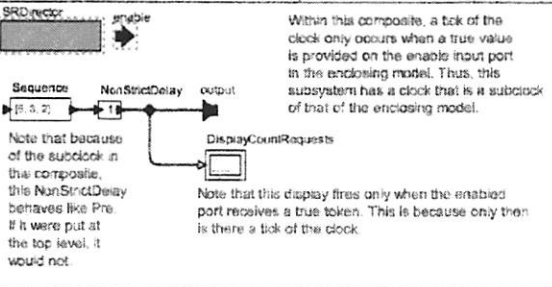 SRDirector
enable
Within this composite, a tick of the
clock only occurs when a true value
is provided on the enable input port
in the enclosing model. Thus, this
subsystem has a clock that is a subclock
of that of the enclosing model.
Sequence
NonStrictDelay
output
-1
DisplayCountRequests
Note that because
of the subclock in
this composite,
this NonStrictDelay
behaves like Pre.
If it were put at
the top level, it
would not.
Note that this display fires only when the enabled
port receives a true token. This is because only then
is there a tick of the clock.